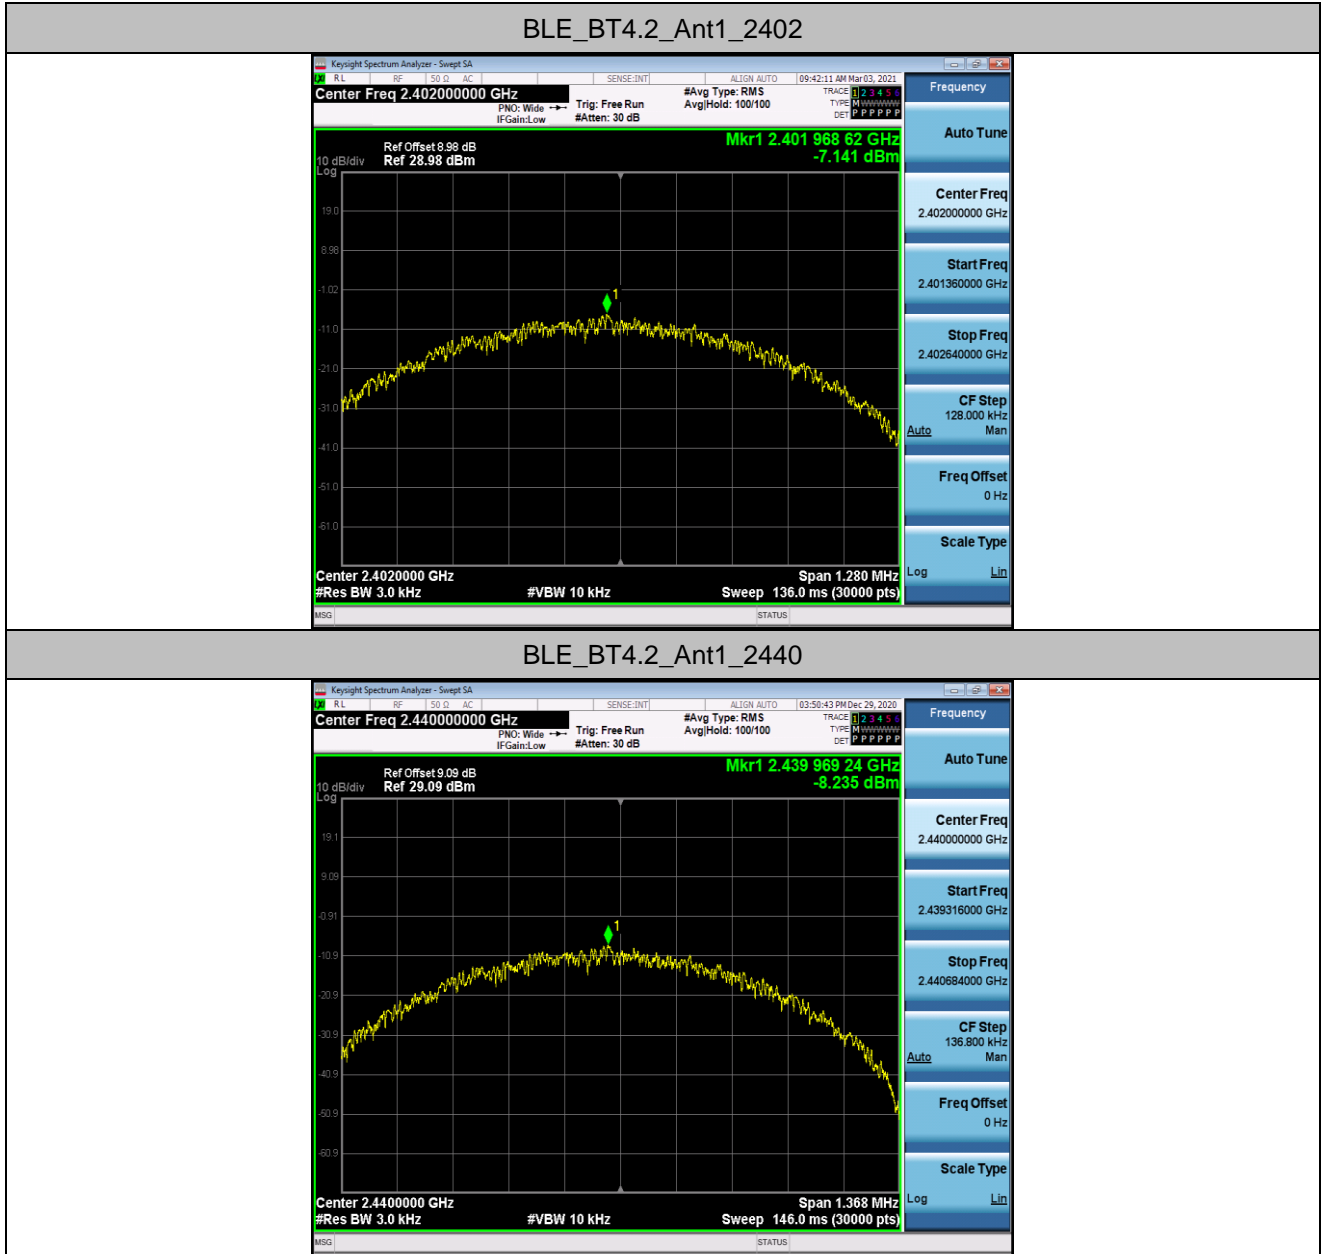 BLE_BT4.2_Ant1_2402
Keysight Spectrum Analyzer - Swept SA
RL RF 50 Ω AC SENSE:INT ALIGN AUTO 09:42:11 AM Mar 03, 2021
Center Freq 2.402000000 GHz
PNO: Wide
IFGain:Low
Trig: Free Run
#Atten: 30 dB
#Avg Type: RMS
Avg|Hold: 100/100
TRACE 1 2 3 4 5 6
TYPE M WWWWW
DET P P P P P P
Ref Offset 8.98 dB
10 dB/div Ref 28.98 dBm
Log
Mkr1 2.401 968 62 GHz
-7.141 dBm
19.0
8.98
-1.02
-11.0
-21.0
-31.0
-41.0
-51.0
-61.0
1
Center 2.4020000 GHz Span 1.280 MHz
#Res BW 3.0 kHz #VBW 10 kHz Sweep 136.0 ms (30000 pts)
MSG STATUS
Frequency
Auto Tune
Center Freq
2.402000000 GHz
Start Freq
2.401360000 GHz
Stop Freq
2.402640000 GHz
CF Step
128.000 kHz
Auto Man
Freq Offset
0 Hz
Scale Type
Log Lin
BLE_BT4.2_Ant1_2440
Keysight Spectrum Analyzer - Swept SA
RL RF 50 Ω AC SENSE:INT ALIGN AUTO 03:50:43 PM Dec 29, 2020
Center Freq 2.440000000 GHz
PNO: Wide
IFGain:Low
Trig: Free Run
#Atten: 30 dB
#Avg Type: RMS
Avg|Hold: 100/100
TRACE 1 2 3 4 5 6
TYPE M WWWWW
DET P P P P P P
Ref Offset 9.09 dB
10 dB/div Ref 29.09 dBm
Log
Mkr1 2.439 969 24 GHz
-8.235 dBm
19.1
9.09
-0.91
-10.9
-20.9
-30.9
-40.9
-50.9
-60.9
1
Center 2.4400000 GHz Span 1.368 MHz
#Res BW 3.0 kHz #VBW 10 kHz Sweep 146.0 ms (30000 pts)
MSG STATUS
Frequency
Auto Tune
Center Freq
2.440000000 GHz
Start Freq
2.439316000 GHz
Stop Freq
2.440684000 GHz
CF Step
136.800 kHz
Auto Man
Freq Offset
0 Hz
Scale Type
Log Lin